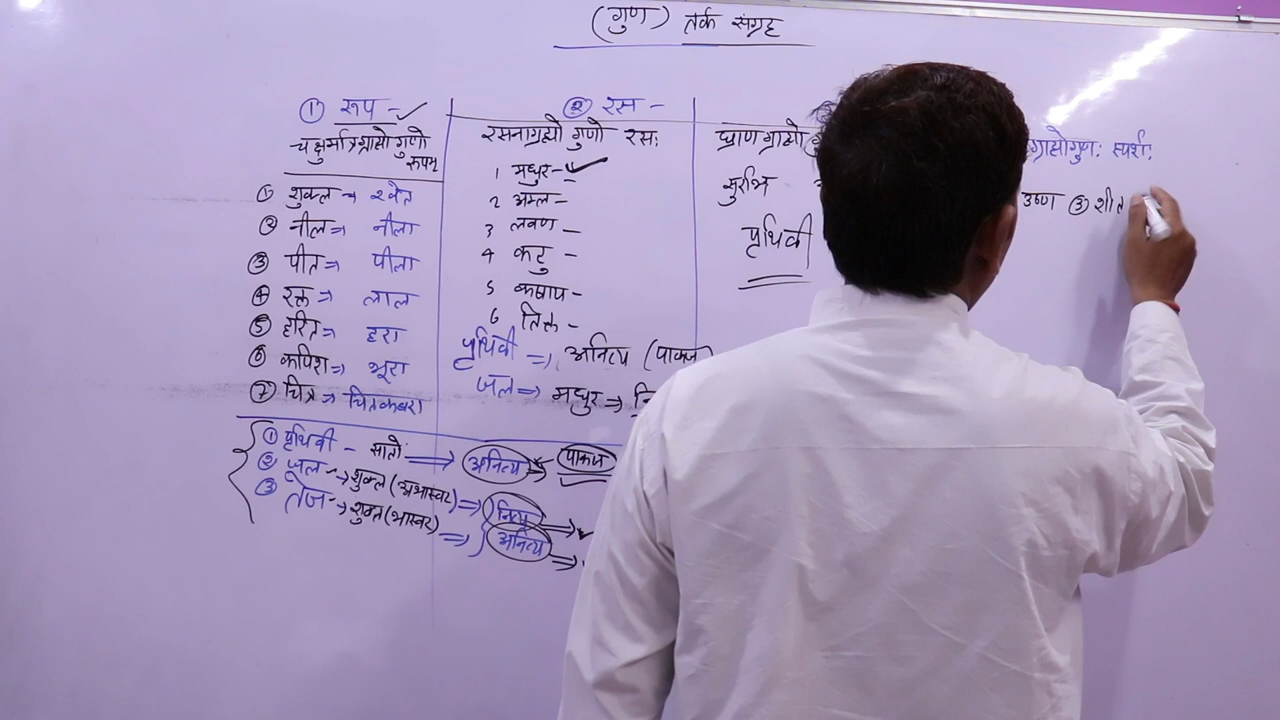 (गुण) तर्क संग्रह
① रूप -
चक्षुर्मात्रग्राह्यो गुणो
रूपम्
① शुक्ल → श्वेत
② नील ⇒ नीला
③ पीत ⇒ पीला
④ रक्त ⇒ लाल
⑤ हरित ⇒ हरा
⑥ कपिश ⇒ भूरा
⑦ चित्र ⇒ चितकबरा
② रस -
रसनाग्रह्यो गुणो रसः
1 मधुर -
2 अम्ल -
3 लवण -
4 कटु -
5 कषाय -
6 तिक्त -
पृथिवी ⇒ अनित्य (पाकज
जल ⇒ मधुर ⇒
घ्राणग्राह्यो
सुरभि
पृथिवी
ग्राह्योगुणः स्पर्शः
उष्ण ③ शीत
① पृथिवी - सातों ⇒ अनित्य पाकज
② जल → शुक्ल (अभास्वर) ⇒ नित्य
③ तेज → शुक्ल (भास्वर) ⇒ अनित्य